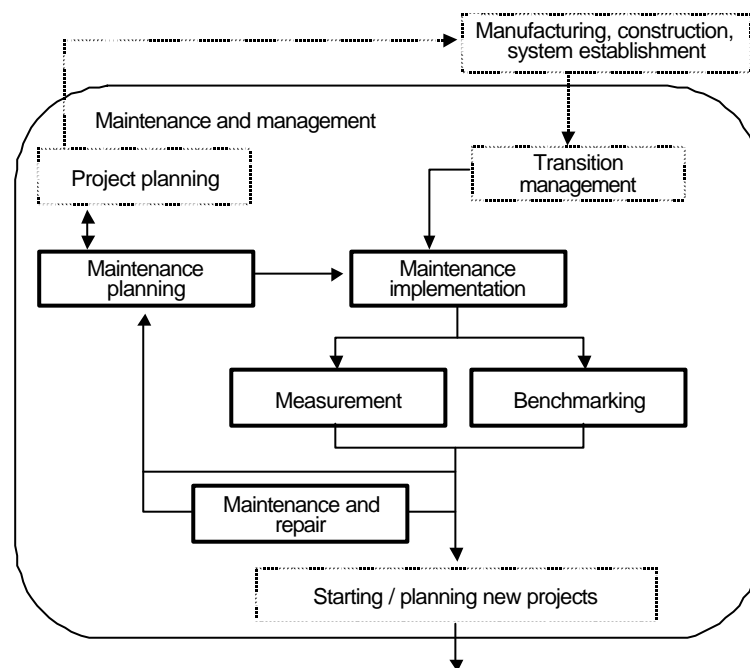 Manufacturing, construction,
system establishment
Maintenance and management
Project planning
Transition
management
Maintenance
planning
Maintenance
implementation
Measurement
Benchmarking
Maintenance and
repair
Starting / planning new projects